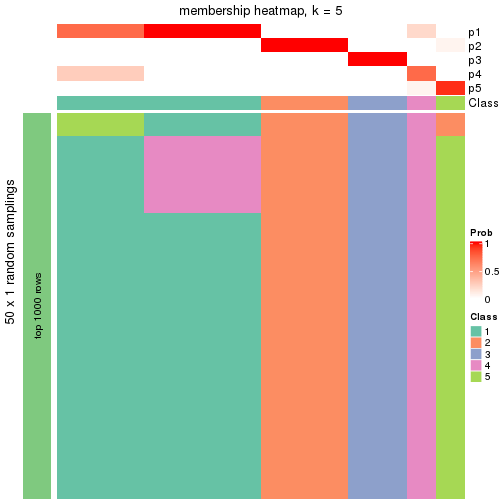 membership heatmap, k = 5
p1
p2
p3
p4
p5
Class
50 x 1 random samplings
top 1000 rows
Prob
1
0.5
0
Class
1
2
3
4
5